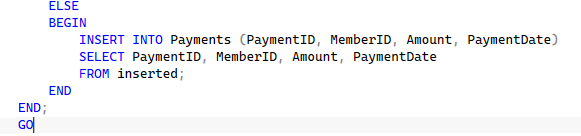 ELSE
BEGIN
INSERT INTO Payments (PaymentID, MemberID, Amount, PaymentDate)
SELECT PaymentID, MemberID, Amount, PaymentDate
FROM inserted;
END
END;
GO